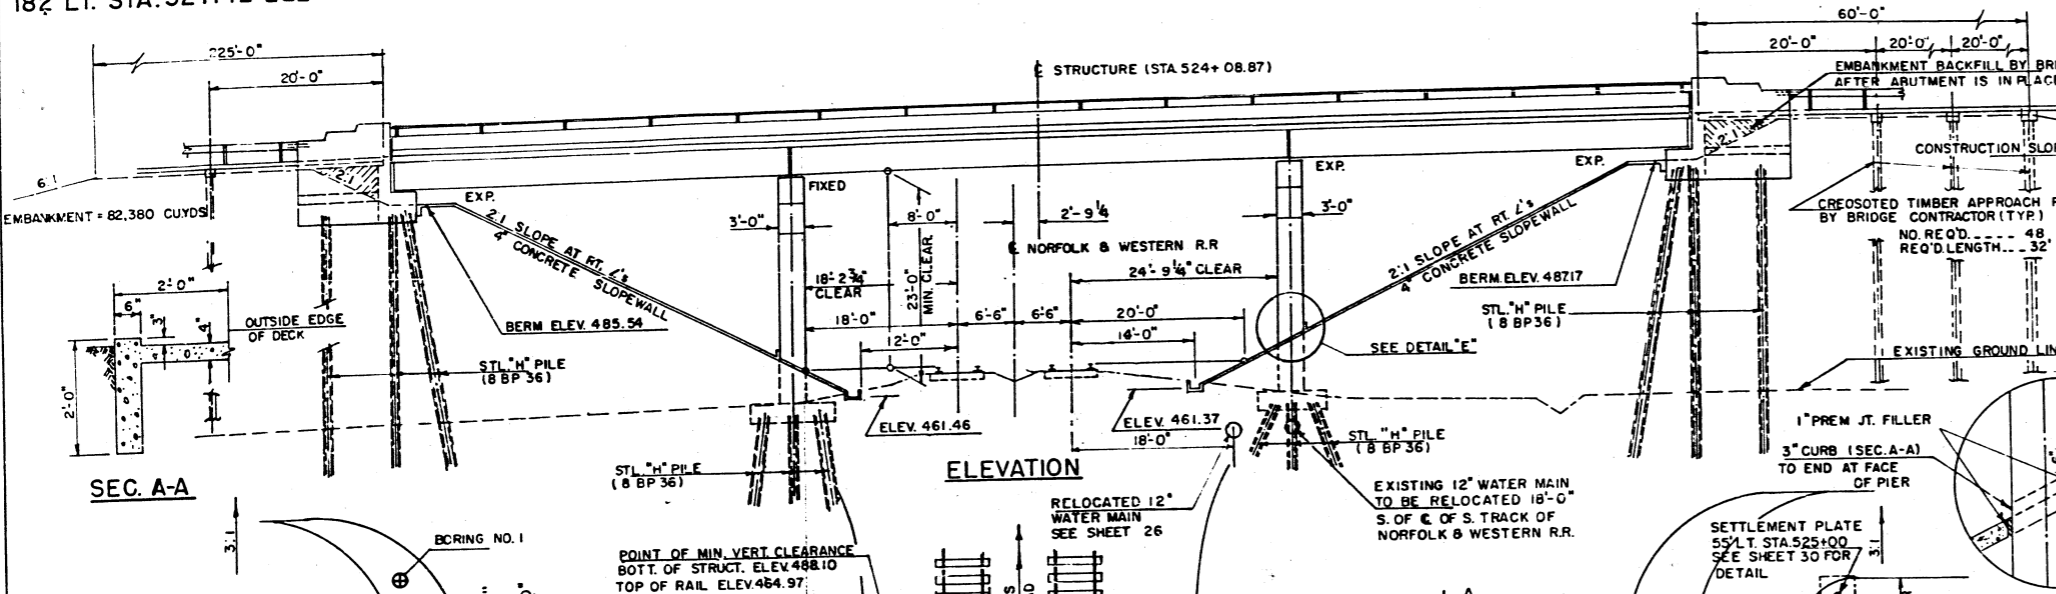 182 LT. STA.
225'-0"
20'-0"
℄ STRUCTURE (STA 524+08.87)
60'-0"
20'-0"
20'-0"
20'-0"
EMBANKMENT BACKFILL BY
AFTER ABUTMENT IS IN PLACE
6:1
2:1
EXP.
FIXED
EXP.
EXP.
2:1
CONSTRUCTION
EMBANKMENT = 82,380 CU.YDS
3'-0"
8'-0"
2'-9¼
3'-0"
CREOSOTED TIMBER APPROACH
BY BRIDGE CONTRACTOR (TYP.)
NO. REQ'D..... 48
REQ'D. LENGTH... 32'
2:1 SLOPE AT RT. ∠'s
4" CONCRETE SLOPEWALL
℄ NORFOLK & WESTERN R.R
2:1 SLOPE AT RT. ∠'s
4" CONCRETE SLOPEWALL
18'-2¾"
CLEAR
23'-0"
MIN. CLEAR.
24'-9¼" CLEAR
BERM. ELEV. 487.17
2'-0"
6"
3"
4"
2'-0"
OUTSIDE EDGE
OF DECK
BERM ELEV. 485.54
18'-0"
6'-6"
6'-6"
20'-0"
12'-0"
14'-0"
STL. "H" PILE
(8 BP 36)
STL. "H" PILE
(8 BP 36)
SEE DETAIL "E"
EXISTING GROUND
ELEV. 461.46
ELEV. 461.37
18'-0"
STL. "H" PILE
(8 BP 36)
STL. "H" PILE
(8 BP 36)
1" PREM JT. FILLER
3" CURB (SEC. A-A)
TO END AT FACE
OF PIER
SEC. A-A
ELEVATION
RELOCATED 12"
WATER MAIN
SEE SHEET 26
EXISTING 12" WATER MAIN
TO BE RELOCATED 18'-0"
S. OF ℄ OF S. TRACK OF
NORFOLK & WESTERN R.R.
3:1
BORING NO. 1
POINT OF MIN. VERT. CLEARANCE
BOTT. OF STRUCT. ELEV. 488.10
TOP OF RAIL ELEV. 464.97
SETTLEMENT PLATE
55' LT. STA. 525+00
SEE SHEET 30 FOR
DETAIL
3:1